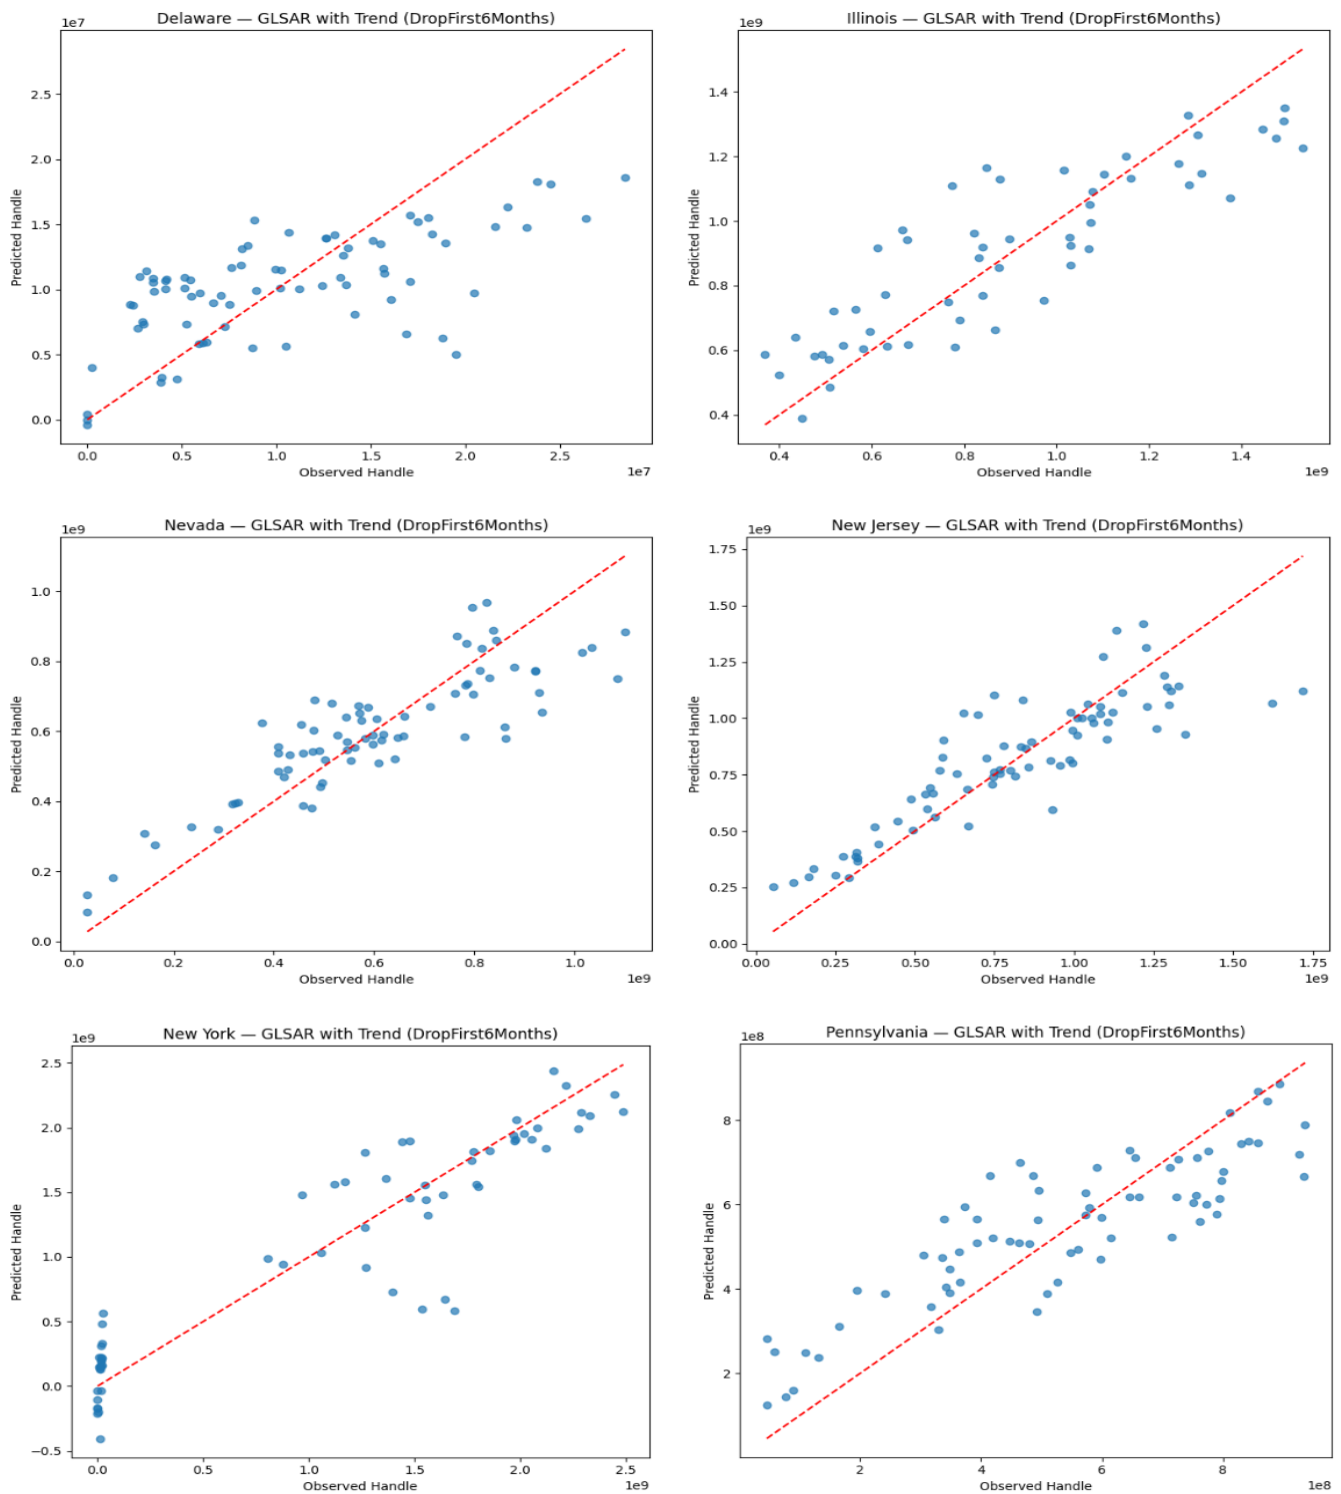 Delaware — GLSAR with Trend (DropFirst6Months)
1e7
2.5
2.0
1.5
1.0
0.5
0.0
Predicted Handle
0.0
0.5
1.0
1.5
2.0
2.5
Observed Handle
1e7
Illinois — GLSAR with Trend (DropFirst6Months)
1e9
1.4
1.2
1.0
0.8
0.6
0.4
Predicted Handle
0.4
0.6
0.8
1.0
1.2
1.4
Observed Handle
1e9
Nevada — GLSAR with Trend (DropFirst6Months)
1e9
1.0
0.8
0.6
0.4
0.2
0.0
Predicted Handle
0.0
0.2
0.4
0.6
0.8
1.0
Observed Handle
1e9
New Jersey — GLSAR with Trend (DropFirst6Months)
1e9
1.75
1.50
1.25
1.00
0.75
0.50
0.25
0.00
Predicted Handle
0.00
0.25
0.50
0.75
1.00
1.25
1.50
1.75
Observed Handle
1e9
New York — GLSAR with Trend (DropFirst6Months)
1e9
2.5
2.0
1.5
1.0
0.5
0.0
−0.5
Predicted Handle
0.0
0.5
1.0
1.5
2.0
2.5
Observed Handle
1e9
Pennsylvania — GLSAR with Trend (DropFirst6Months)
1e8
8
6
4
2
Predicted Handle
2
4
6
8
Observed Handle
1e8